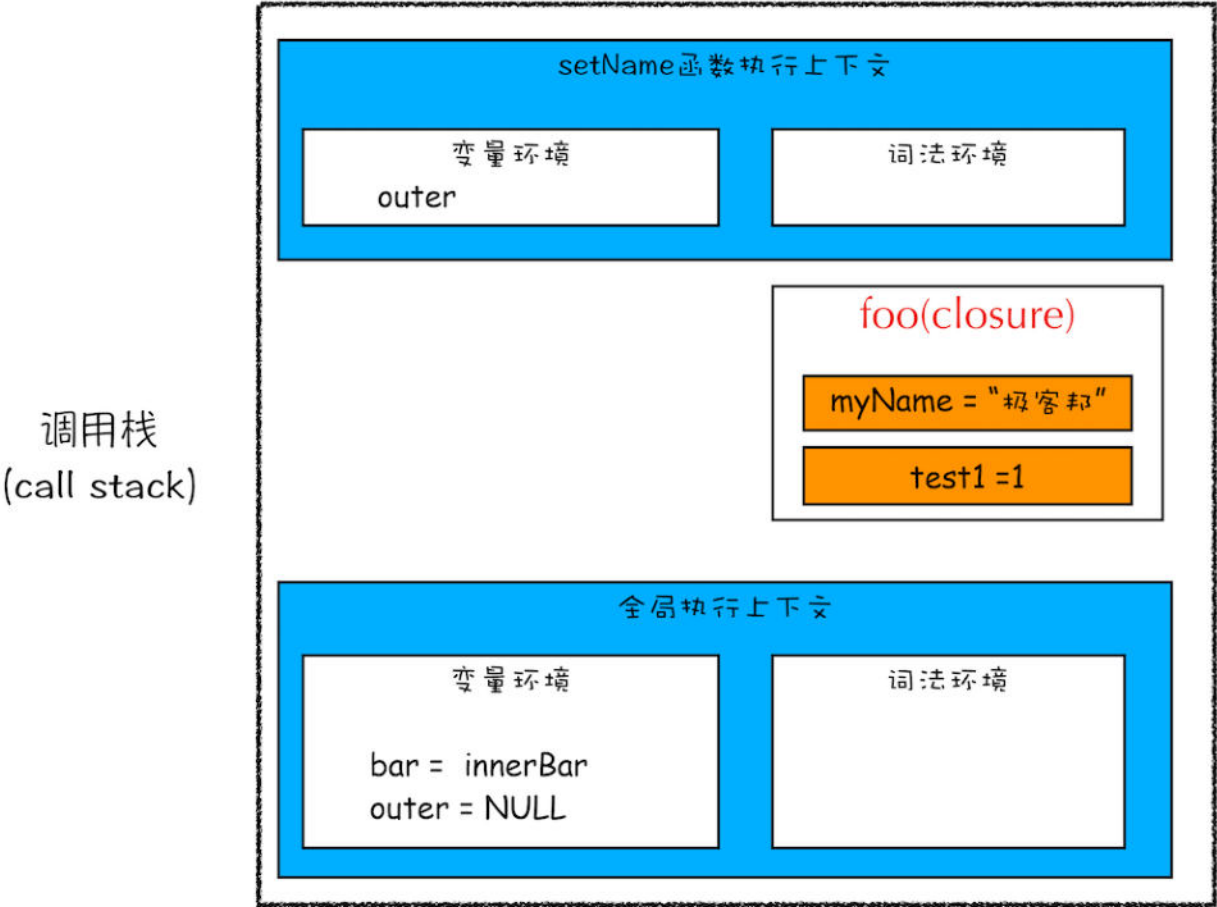 setName函数执行上下文
变量环境
outer
词法环境
foo(closure)
myName = “极客邦”
test1 =1
调用栈
(call stack)
全局执行上下文
变量环境
bar = innerBar
outer = NULL
词法环境